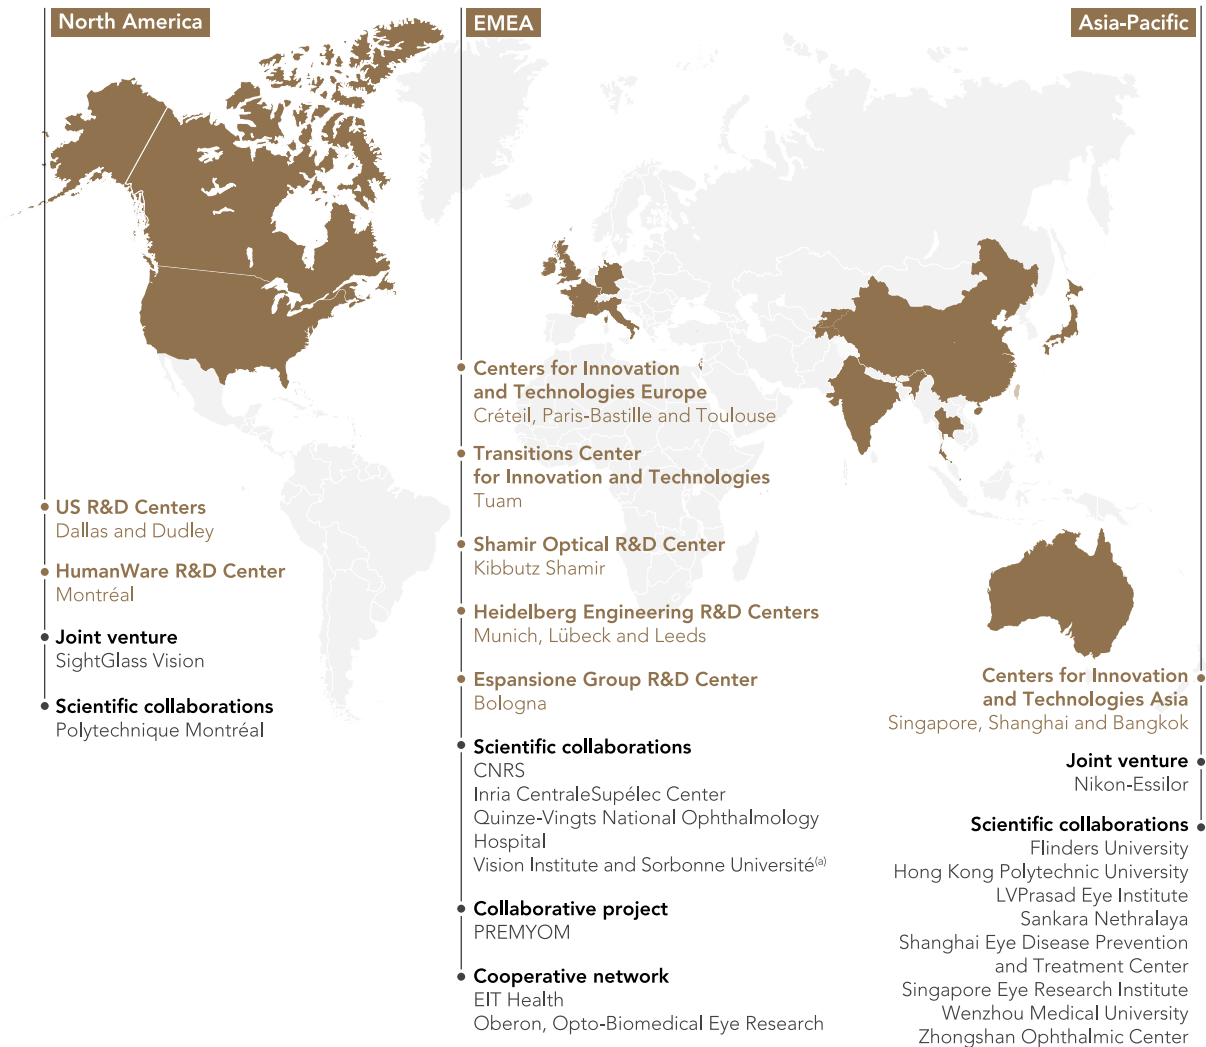 North America
US R&D Centers
Dallas and Dudley
HumanWare R&D Center
Montréal
Joint venture
SightGlass Vision
Scientific collaborations
Polytechnique Montréal
EMEA
Centers for Innovation
and Technologies Europe
Créteil, Paris-Bastille and Toulouse
Transitions Center
for Innovation and Technologies
Tuam
Shamir Optical R&D Center
Kibbutz Shamir
Heidelberg Engineering R&D Centers
Munich, Lübeck and Leeds
Espansione Group R&D Center
Bologna
Scientific collaborations
CNRS
Inria CentraleSupélec Center
Quinze-Vingts National Ophthalmology
Hospital
Vision Institute and Sorbonne Université(a)
Collaborative project
PREMYOM
Cooperative network
EIT Health
Oberon, Opto-Biomedical Eye Research
Asia-Pacific
Centers for Innovation
and Technologies Asia
Singapore, Shanghai and Bangkok
Joint venture
Nikon-Essilor
Scientific collaborations
Flinders University
Hong Kong Polytechnic University
LVPrasad Eye Institute
Sankara Nethralaya
Shanghai Eye Disease Prevention
and Treatment Center
Singapore Eye Research Institute
Wenzhou Medical University
Zhongshan Ophthalmic Center